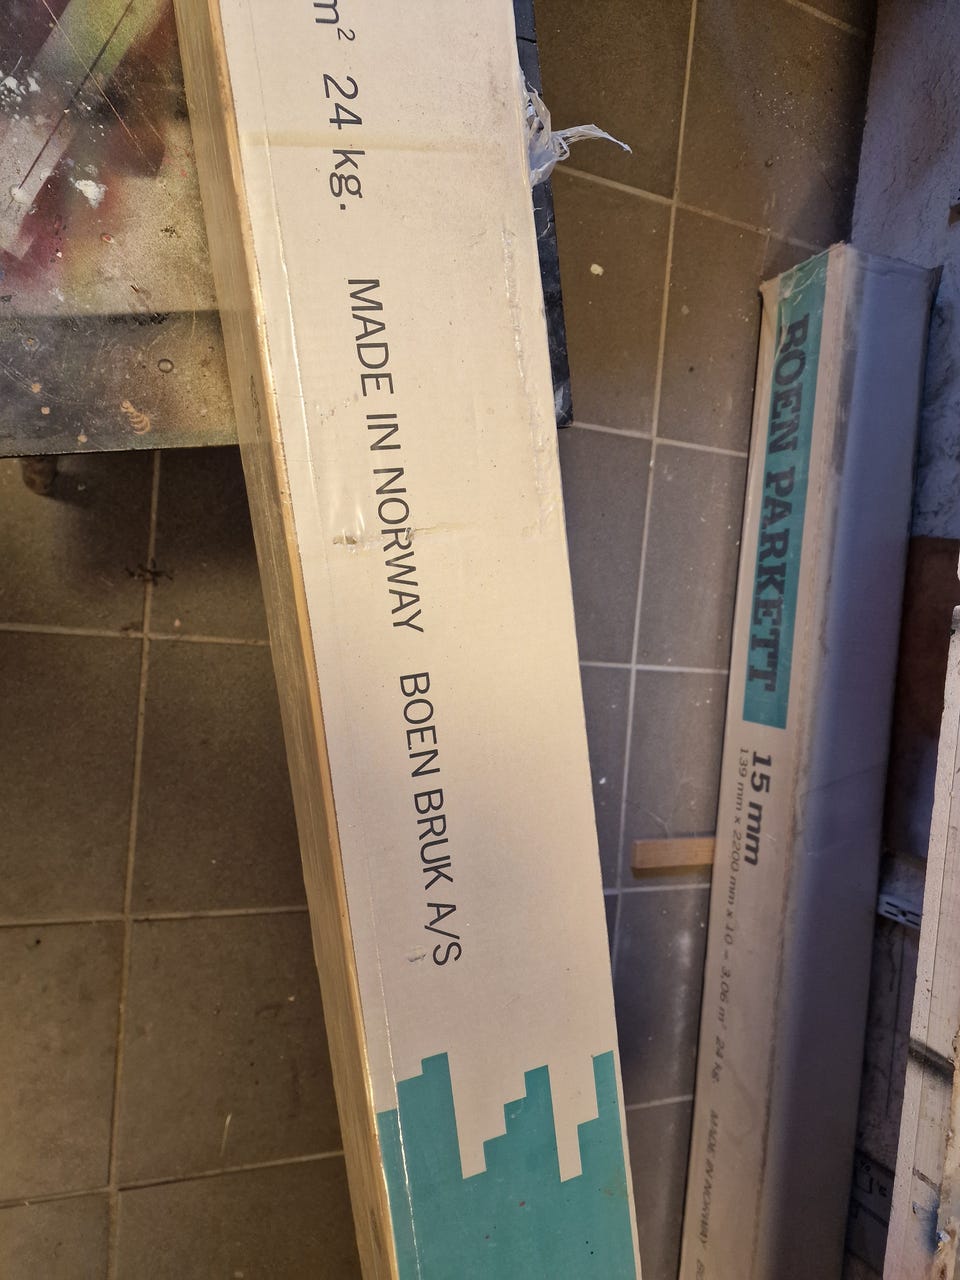 m² 24 kg. MADE IN NORWAY BOEN BRUK A/S
BOEN PARKETT
15 mm
139 mm x 2200 mm x 10 = 3,06 m² 24 kg. MADE IN NORWAY